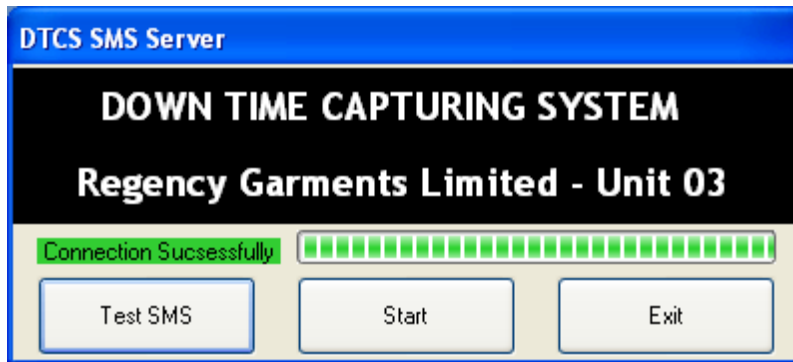 DTCS SMS Server
DOWN TIME CAPTURING SYSTEM
Regency Garments Limited - Unit 03
Connection Sucsessfully
Test SMS
Start
Exit